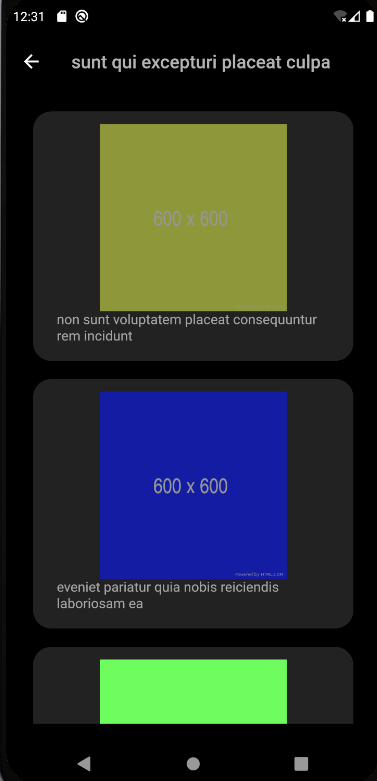 12:31
sunt qui excepturi placeat culpa
600 x 600
non sunt voluptatem placeat consequuntur
rem incidunt
600 x 600
Powered by HTML.COM
eveniet pariatur quia nobis reiciendis
laboriosam ea